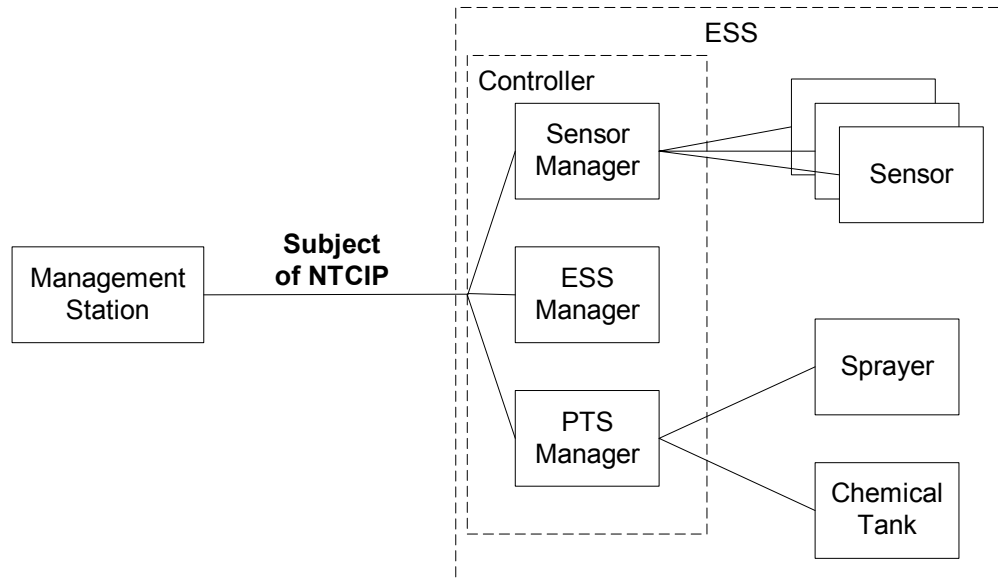 ESS
Controller
Sensor
Manager
Sensor
Subject
of NTCIP
Management
Station
ESS
Manager
Sprayer
PTS
Manager
Chemical
Tank